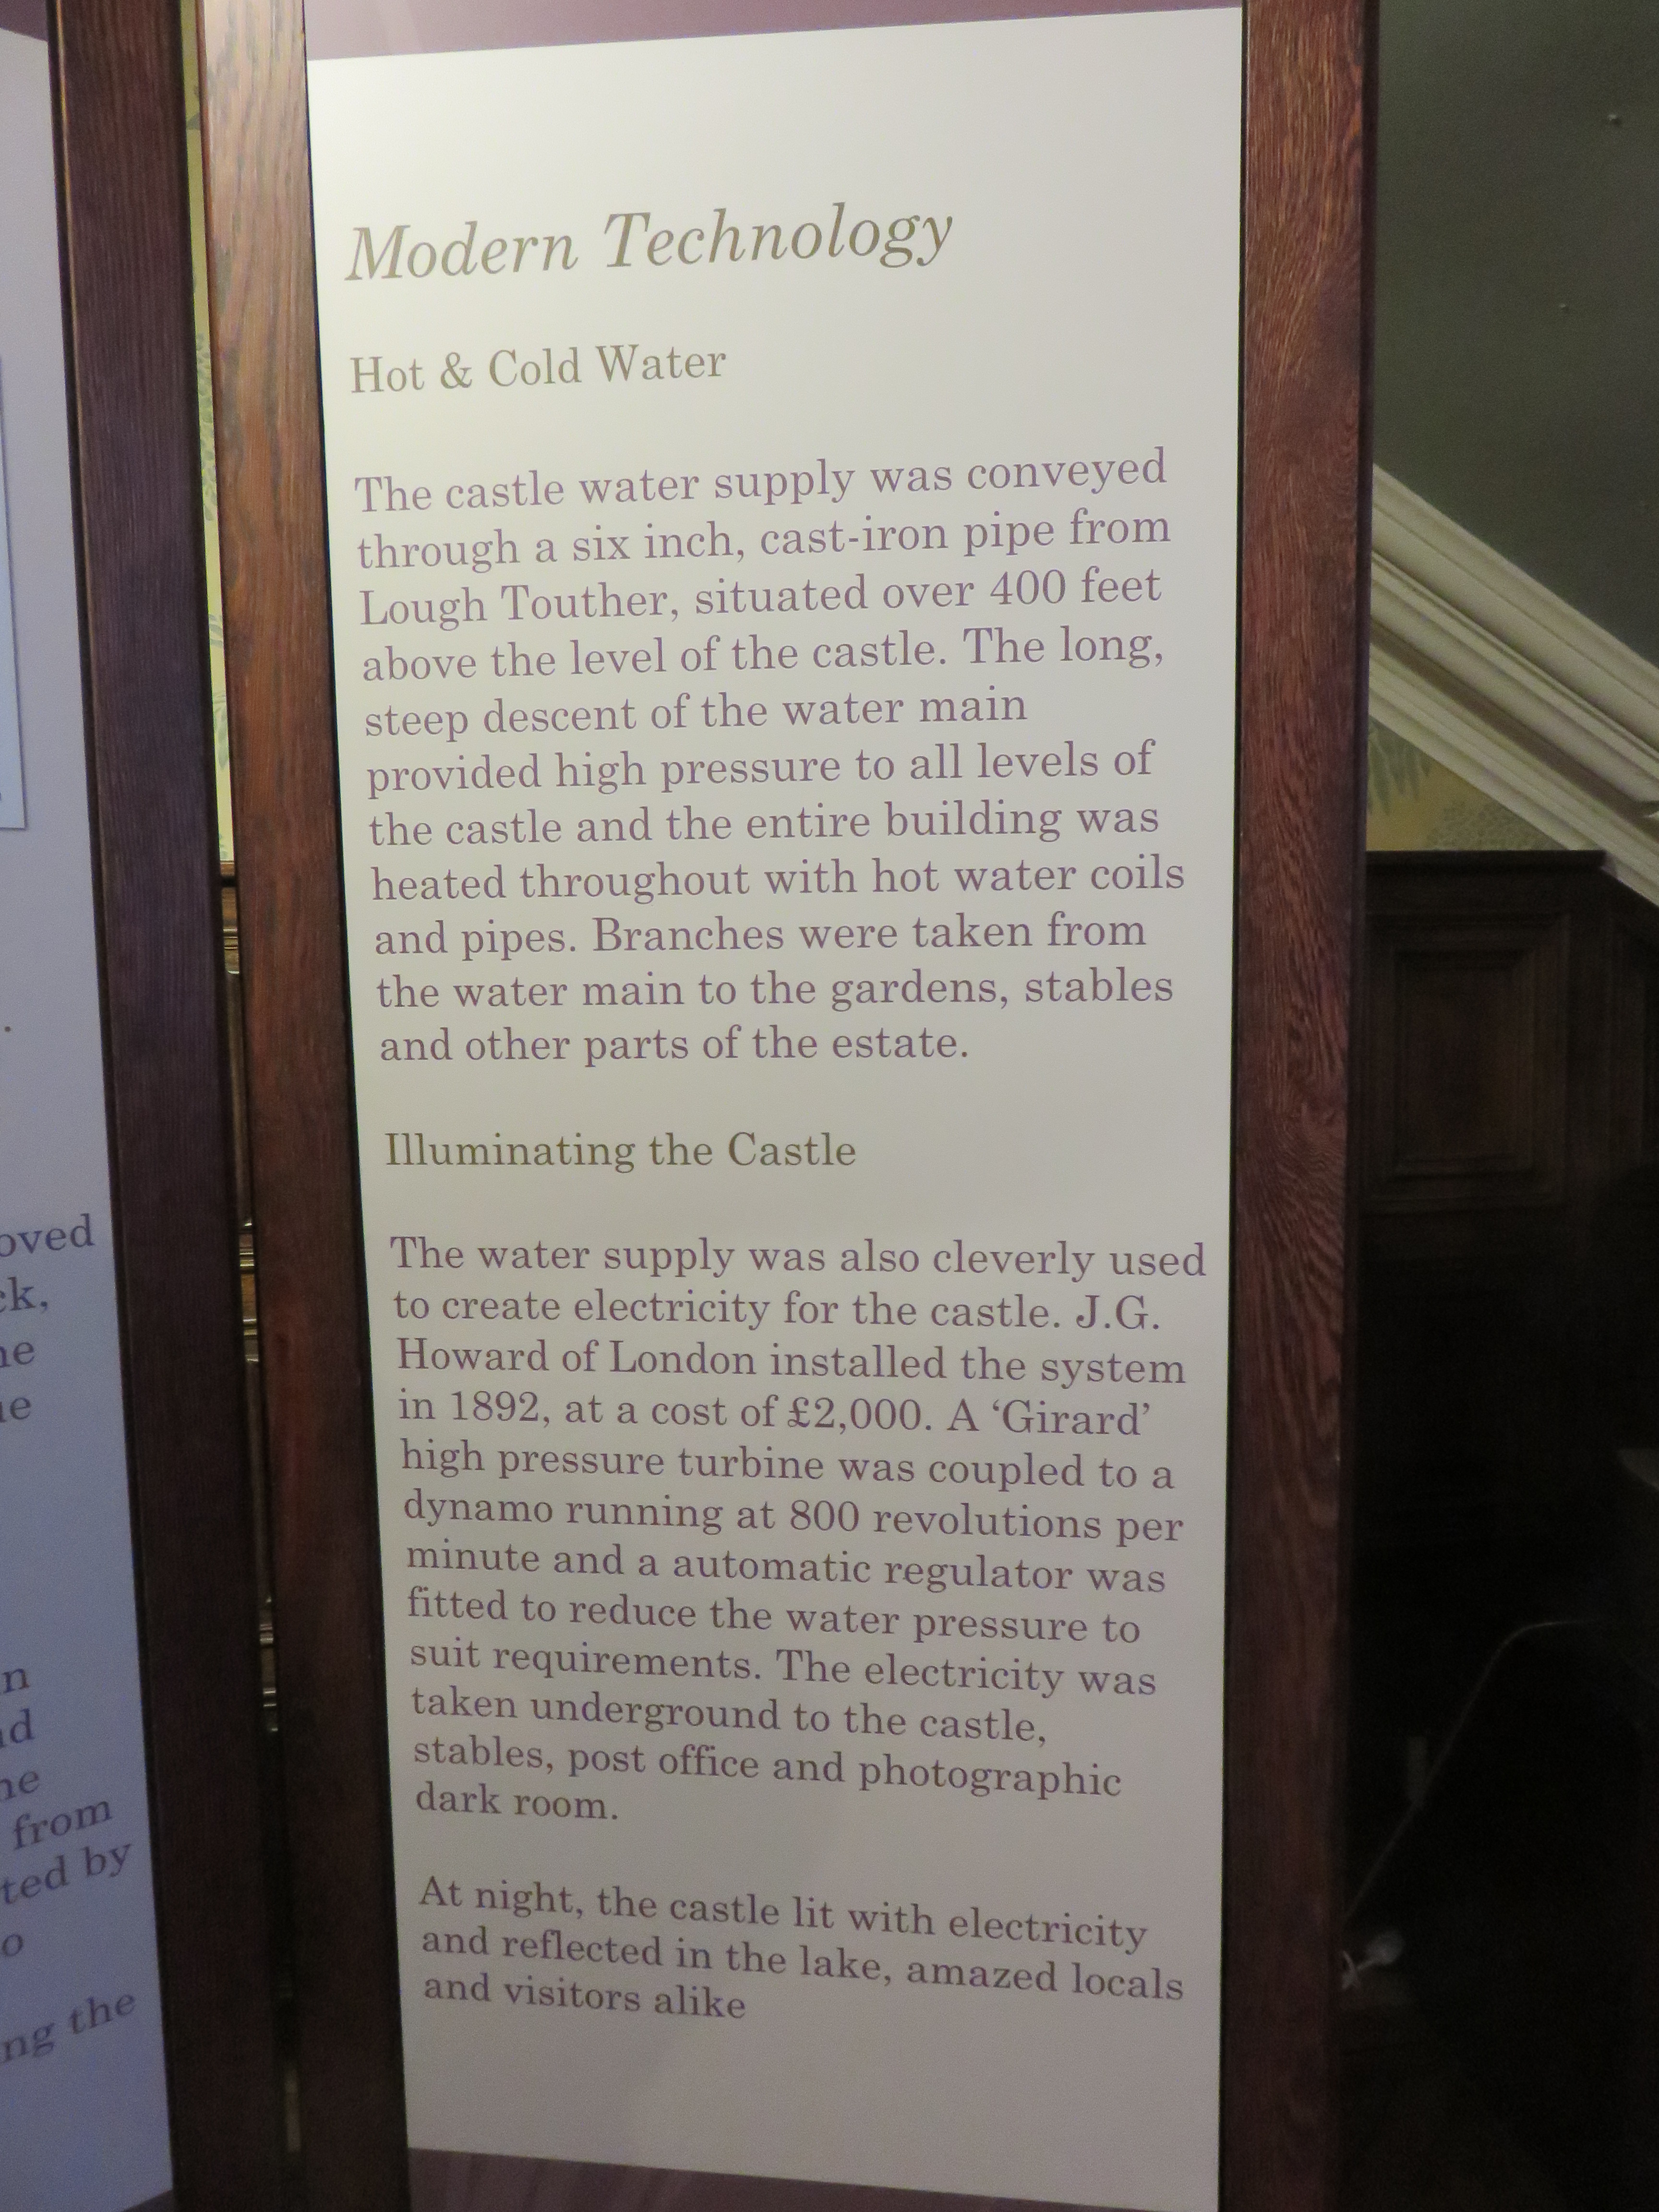 Modern Technology
Hot & Cold Water
The castle water supply was conveyed
through a six inch, cast-iron pipe from
Lough Touther, situated over 400 feet
above the level of the castle. The long,
steep descent of the water main
provided high pressure to all levels of
the castle and the entire building was
heated throughout with hot water coils
and pipes. Branches were taken from
the water main to the gardens, stables
and other parts of the estate.
Illuminating the Castle
The water supply was also cleverly used
to create electricity for the castle. J.G.
Howard of London installed the system
in 1892, at a cost of £2,000. A ‘Girard’
high pressure turbine was coupled to a
dynamo running at 800 revolutions per
minute and a automatic regulator was
fitted to reduce the water pressure to
suit requirements. The electricity was
taken underground to the castle,
stables, post office and photographic
dark room.
At night, the castle lit with electricity
and reflected in the lake, amazed locals
and visitors alike
from
by
the